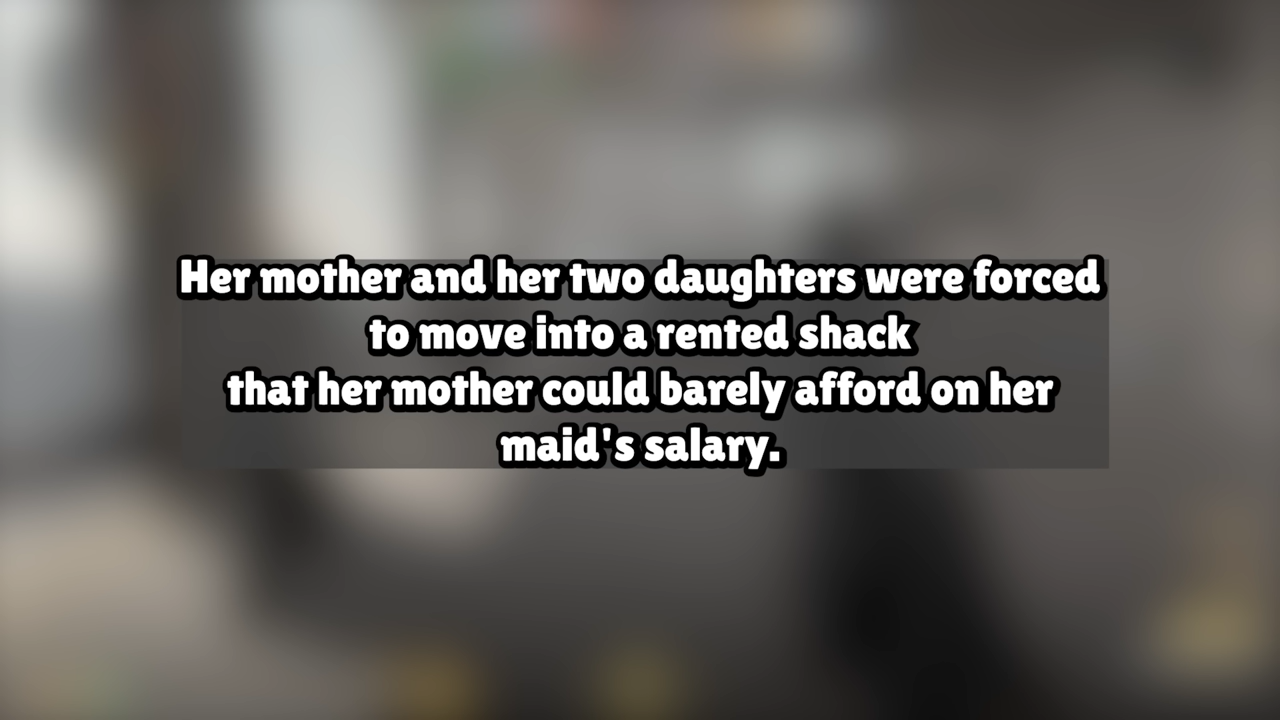 Her mother and her two daughters were forced
to move into a rented shack
that her mother could barely afford on her
maid's salary.